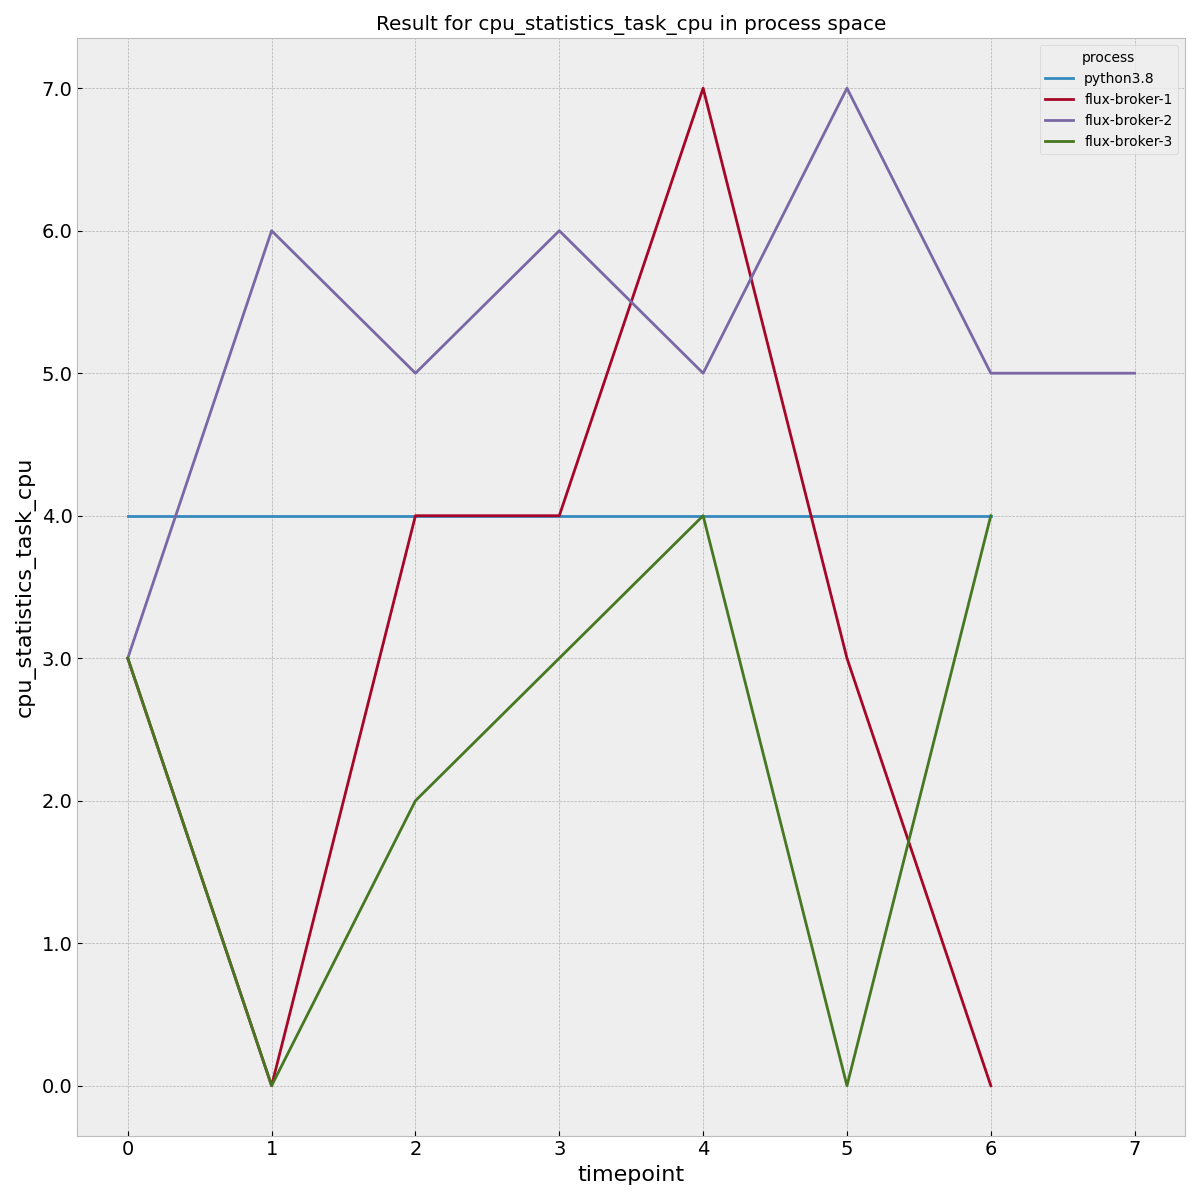 Result for cpu_statistics_task_cpu in process space
process
python3.8
flux-broker-1
flux-broker-2
flux-broker-3
7.0
6.0
5.0
4.0
3.0
2.0
1.0
0.0
cpu_statistics_task_cpu
0 1 2 3 4 5 6 7
timepoint